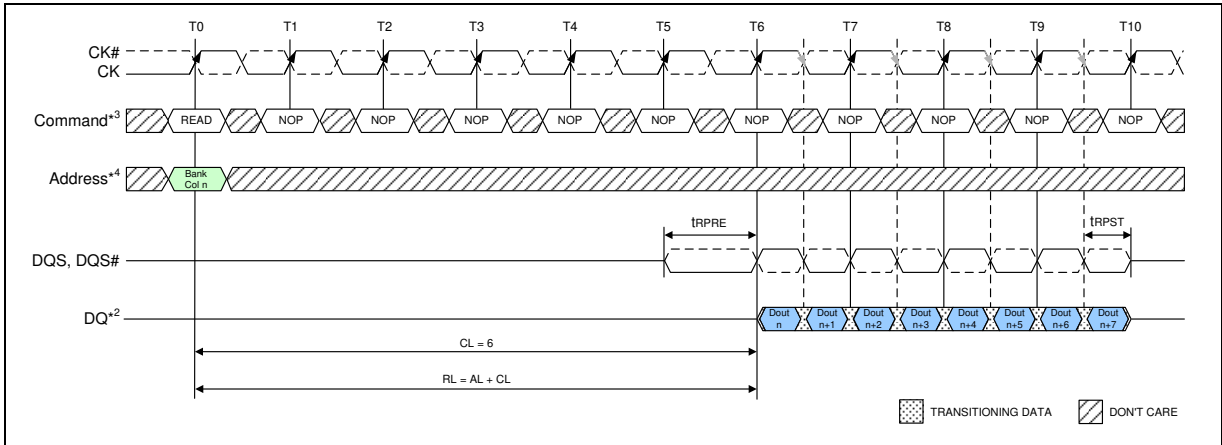 T0 T1 T2 T3 T4 T5 T6 T7 T8 T9 T10
CK#
CK
Command*3 READ NOP NOP NOP NOP NOP NOP NOP NOP NOP NOP
Address*4 Bank
Col n
tRPRE tRPST
DQS, DQS#
DQ*2 Dout Dout Dout Dout Dout Dout Dout Dout
n n+1 n+2 n+3 n+4 n+5 n+6 n+7
CL = 6
RL = AL + CL
TRANSITIONING DATA DON'T CARE